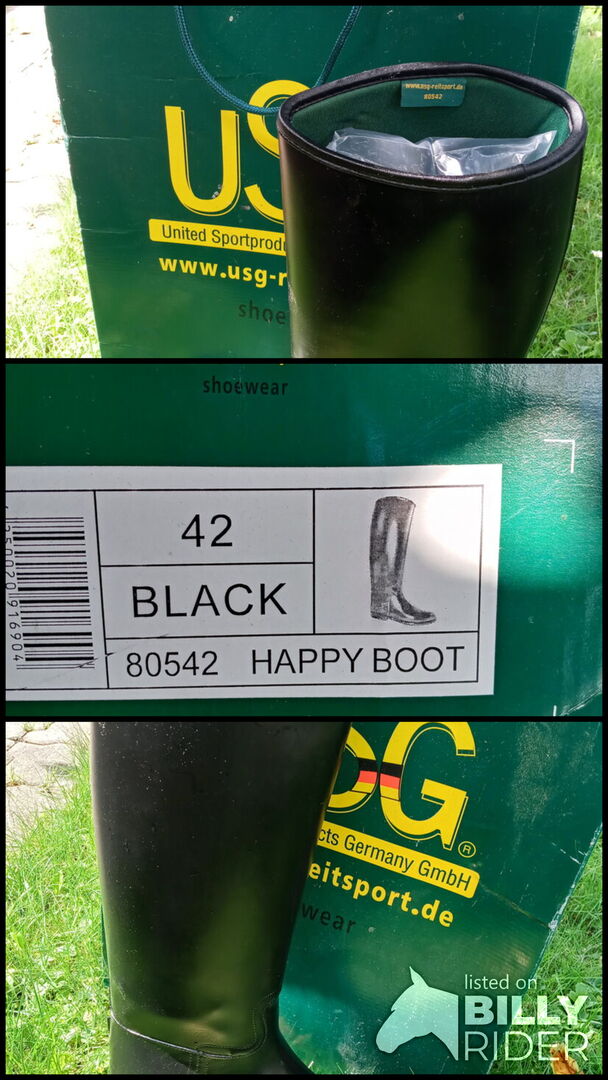 www.usg-reitsport.de
80542
US
United Sportprodu
www.usg-r
shoe
shoewear
42
BLACK
80542 HAPPY BOOT
G
®
cts Germany GmbH
eitsport.de
wear
listed on
BILLY
RIDER